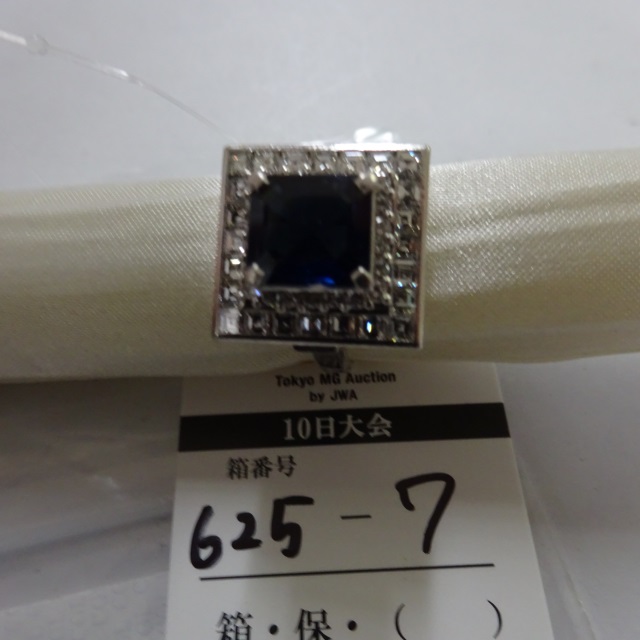 Tokyo MG Auction
by JWA
10日大会
箱番号
625-7
箱・保・(　　)